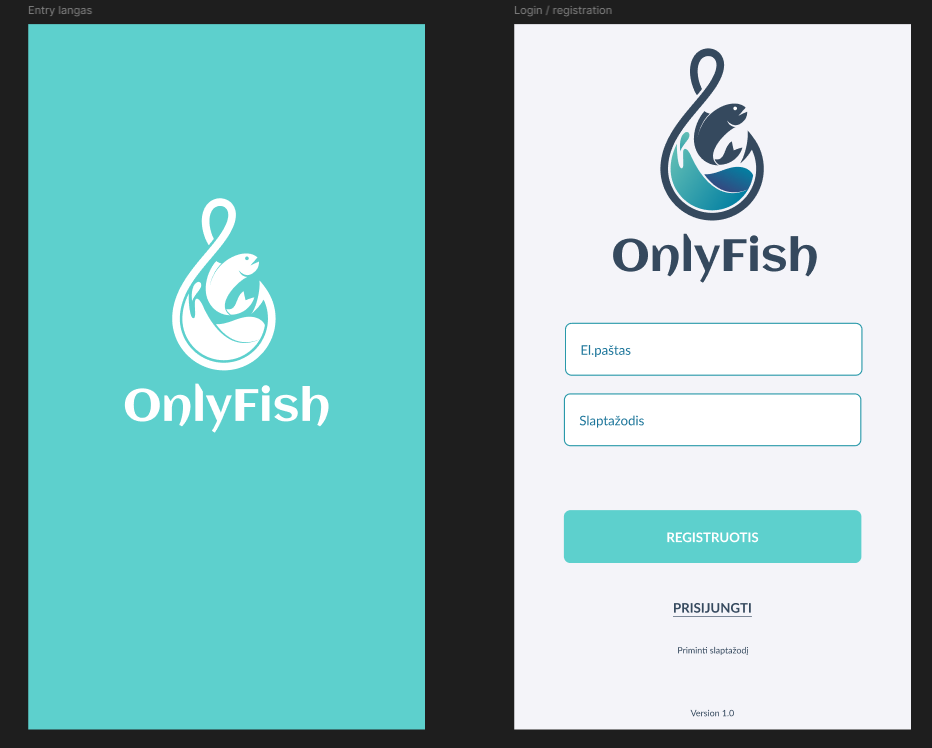 Entry langas
OnlyFish
Login / registration
OnlyFish
El.paštas
Slaptažodis
REGISTRUOTIS
PRISIJUNGTI
Priminti slaptažodį
Version 1.0